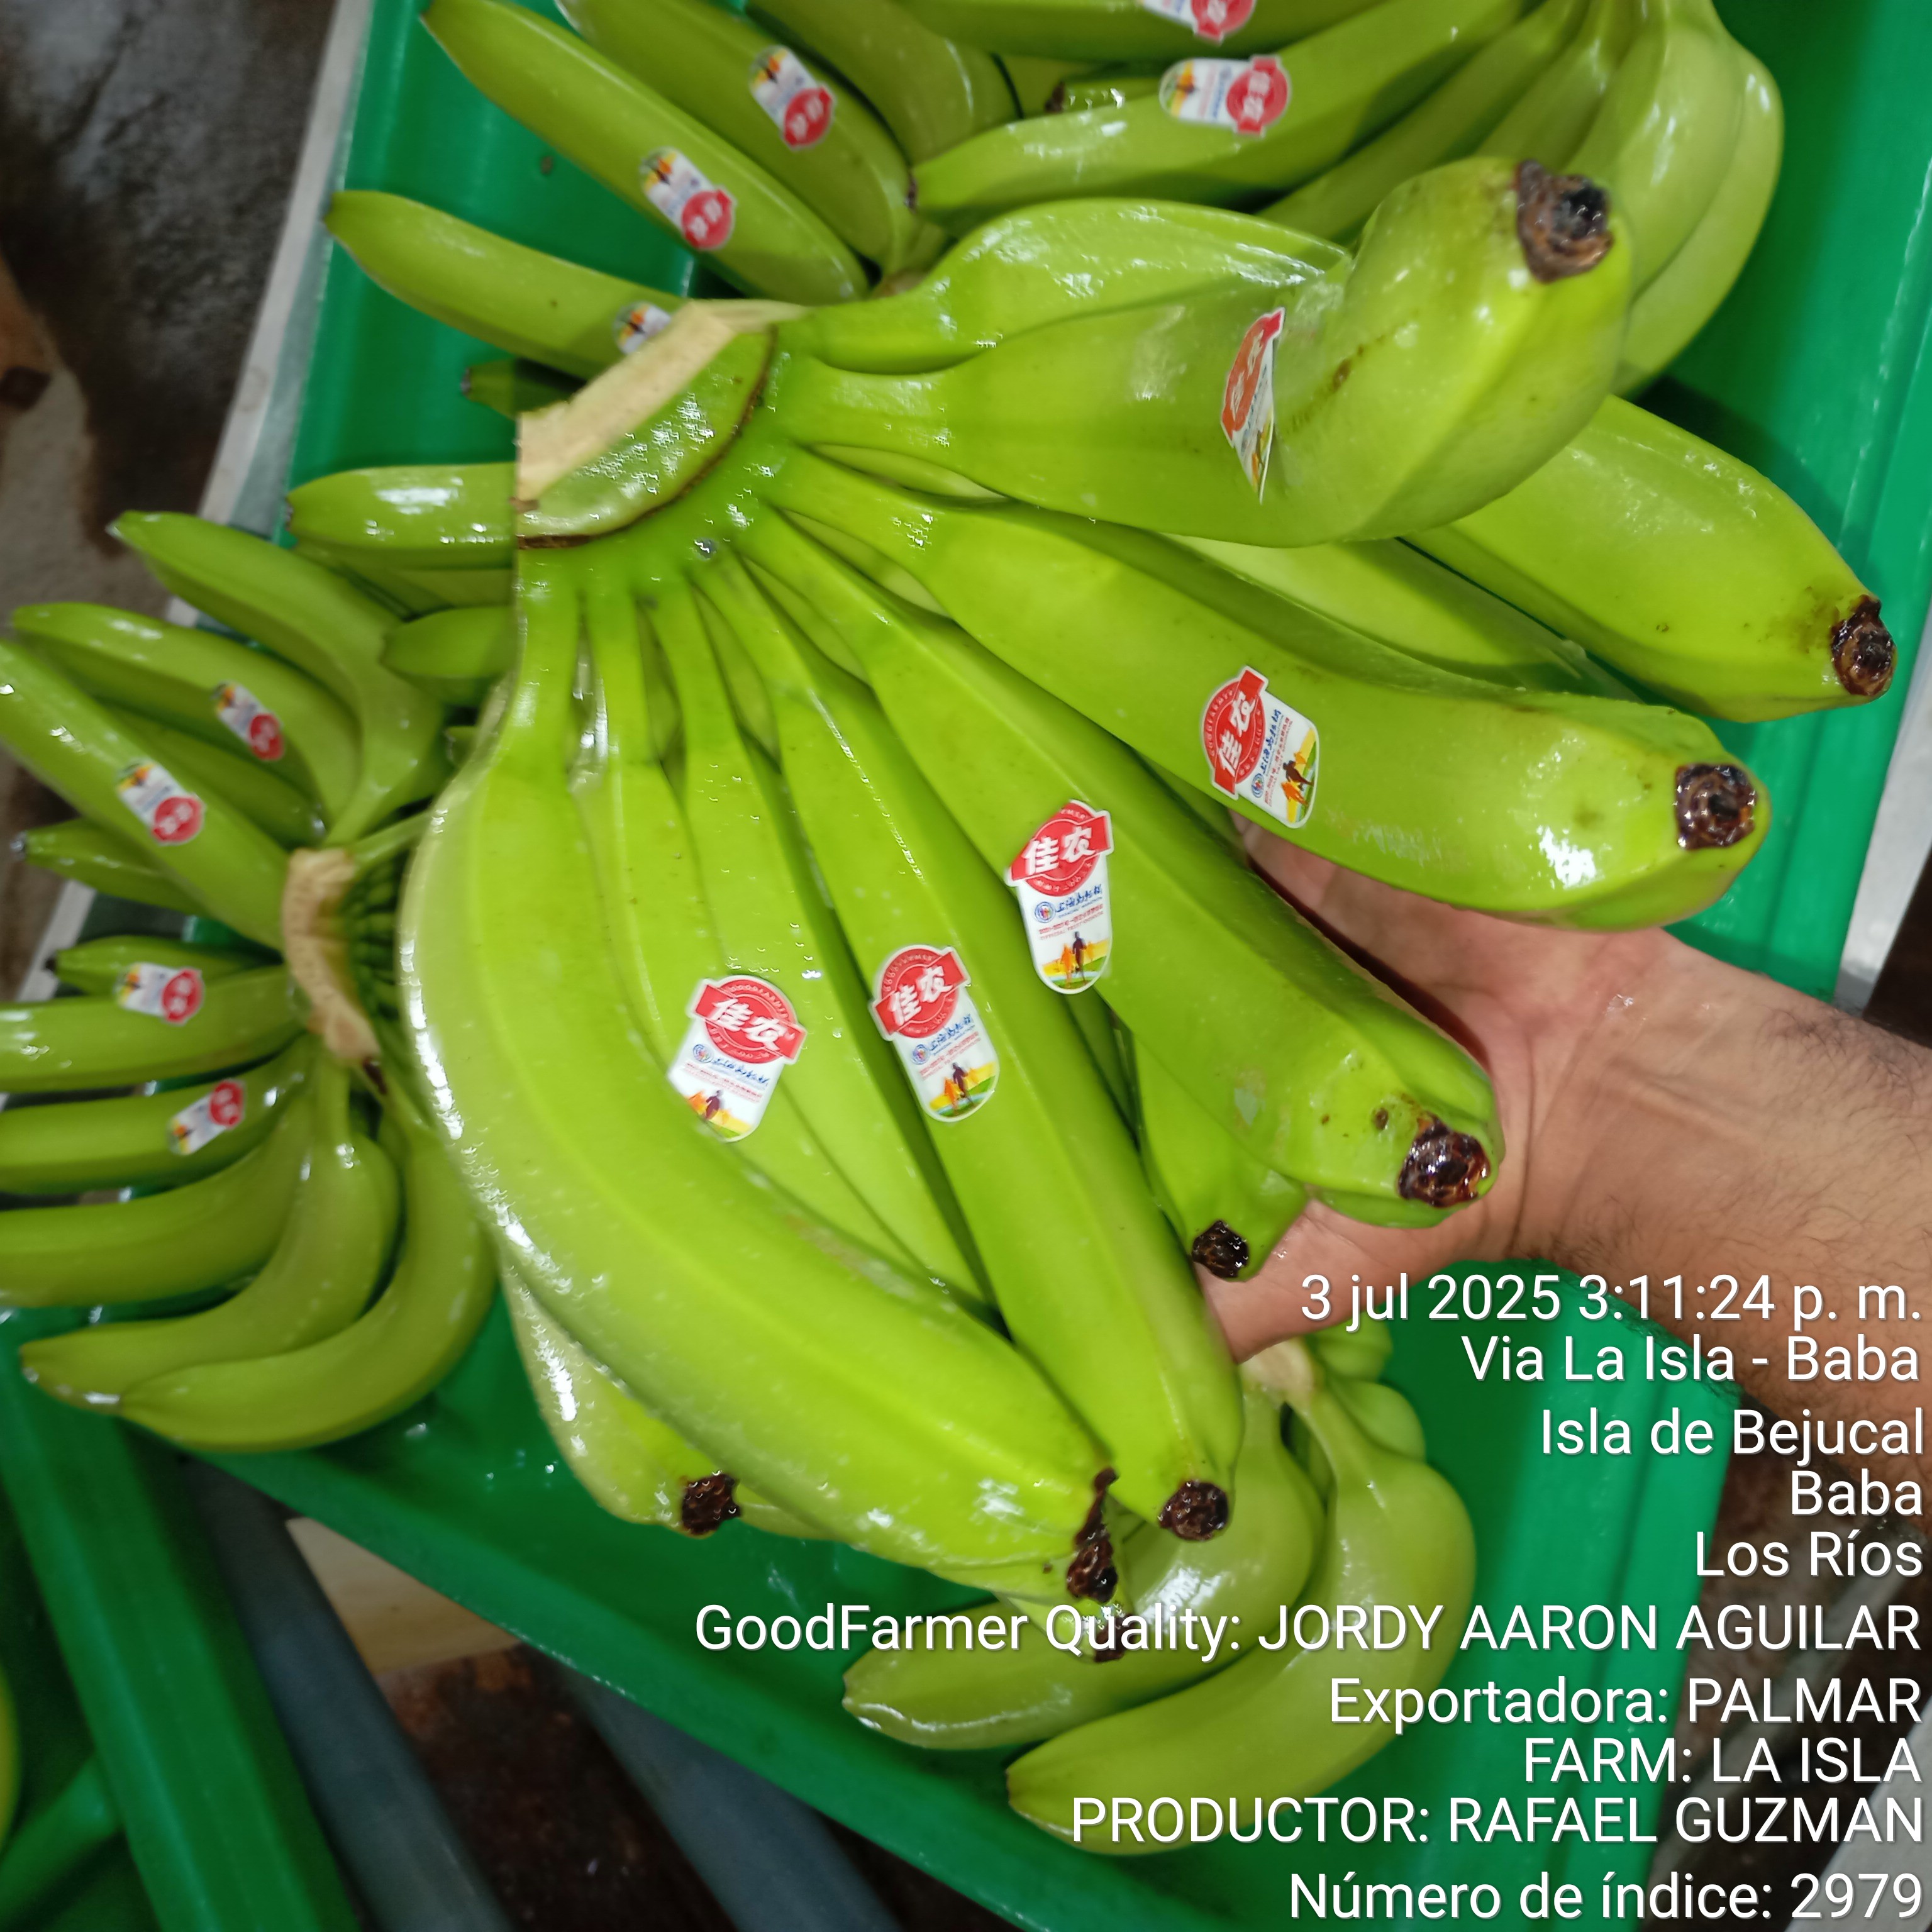 佳农
佳农
佳农
佳农
3 jul 2025 3:11:24 p. m.
Via La Isla - Baba
Isla de Bejucal
Baba
Los Ríos
GoodFarmer Quality: JORDY AARON AGUILAR
Exportadora: PALMAR
FARM: LA ISLA
PRODUCTOR: RAFAEL GUZMAN
Número de índice: 2979